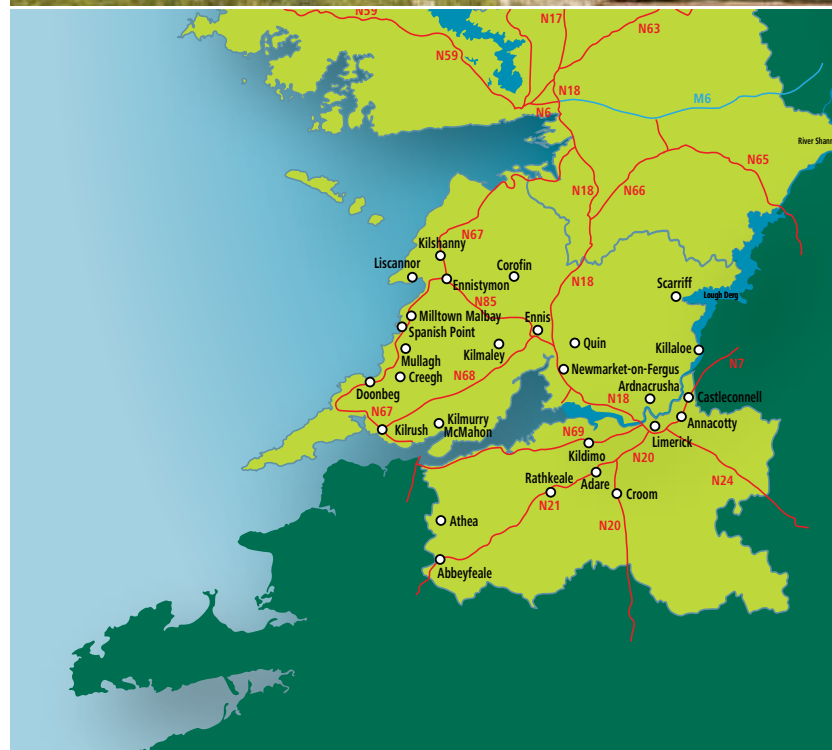 N59
N17
N63
N59
N18
M6
N6
River Shann
N65
N18
N66
N67
Kilshanny
Liscannor
Corofin
N18
Ennistymon
Scarriff
Lough Derg
N85
Milltown Malbay
Ennis
Spanish Point
Quin
Kilmaley
Killaloe
Mullagh
N7
Newmarket-on-Fergus
Creegh
N68
Doonbeg
Ardnacrusha
Castleconnell
N18
N67
Kilmurry
McMahon
Annacotty
Kilrush
Limerick
N69
Kildimo
N20
Rathkeale
Adare
N24
N21
Croom
Athea
N20
Abbeyfeale